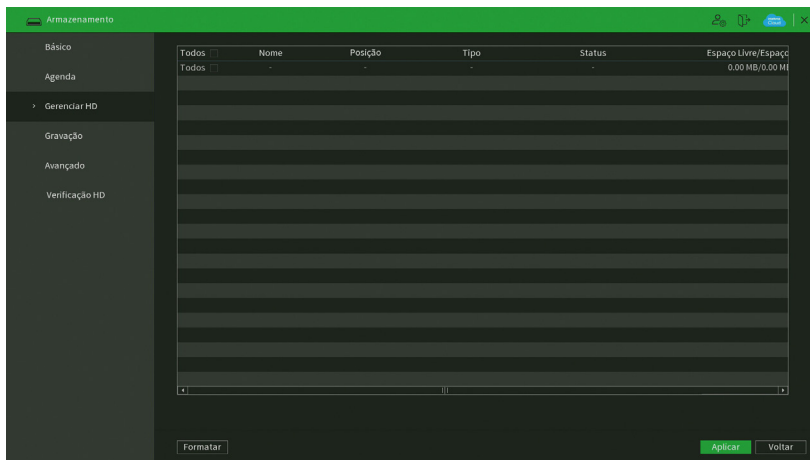 Armazenamento
Básico
Agenda
Gerenciar HD
Gravação
Avançado
Verificação HD
Todos Nome Posição Tipo Status Espaço Livre/Espaço
Todos - - - - 0.00 MB/0.00 MB
Formatar
Aplicar Voltar